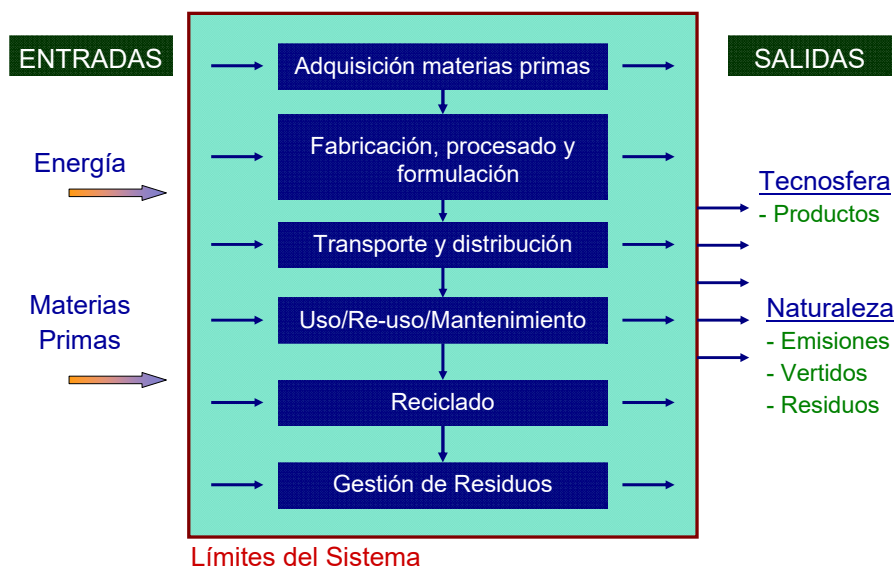 ENTRADAS
Energía
Materias
Primas
Adquisición materias primas
Fabricación, procesado y
formulación
Transporte y distribución
Uso/Re-uso/Mantenimiento
Reciclado
Gestión de Residuos
Límites del Sistema
SALIDAS
Tecnosfera
- Productos
Naturaleza
- Emisiones
- Vertidos
- Residuos